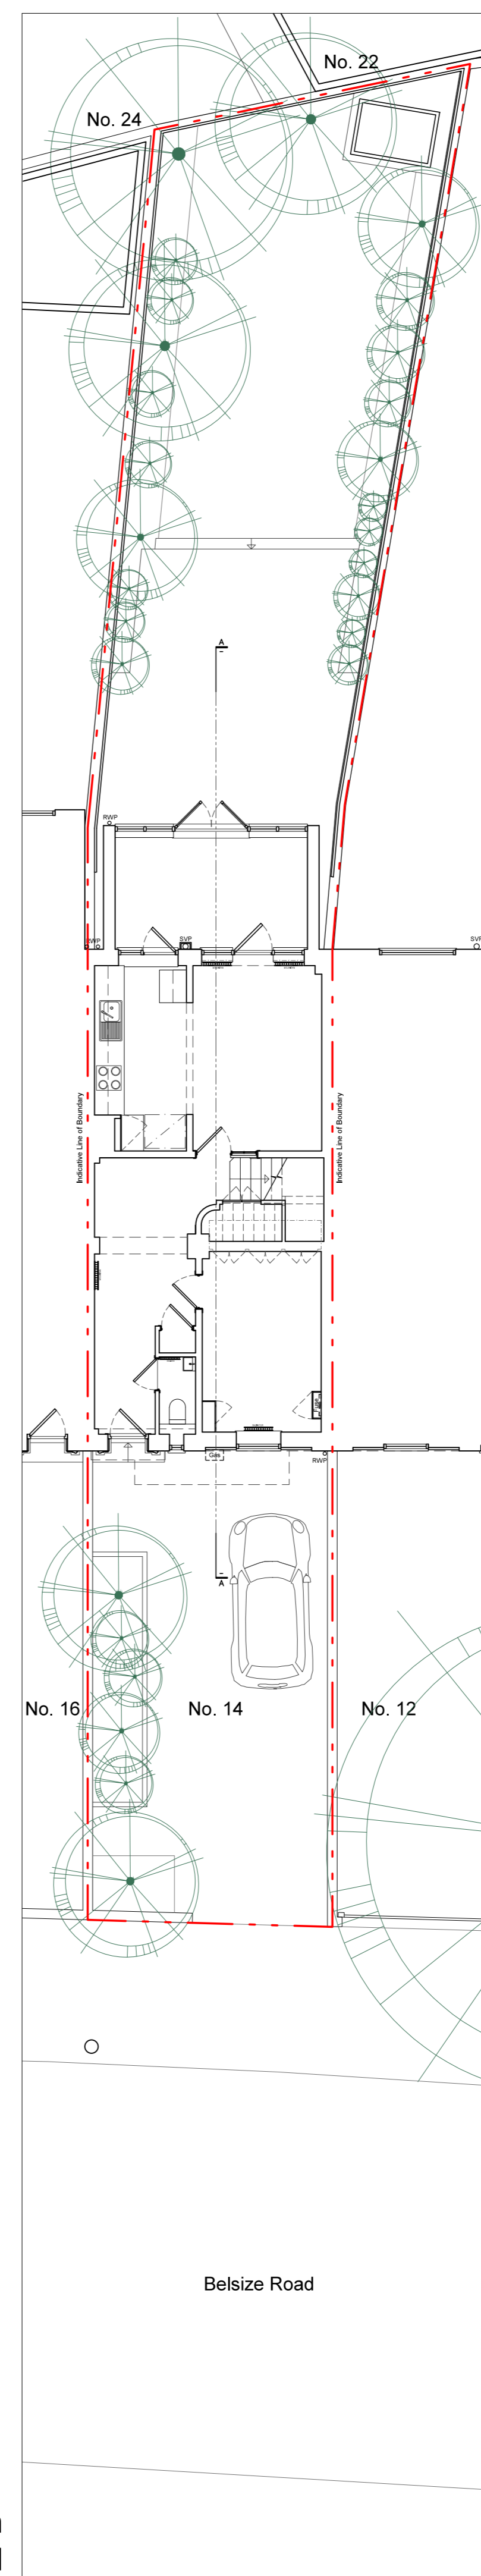 No. 22
No. 24
A
RWP
RWP
SVP
SVP
Indicative Line of Boundary
Indicative Line of Boundary
Gas
RWP
A
No. 16
No. 14
No. 12
Belsize Road